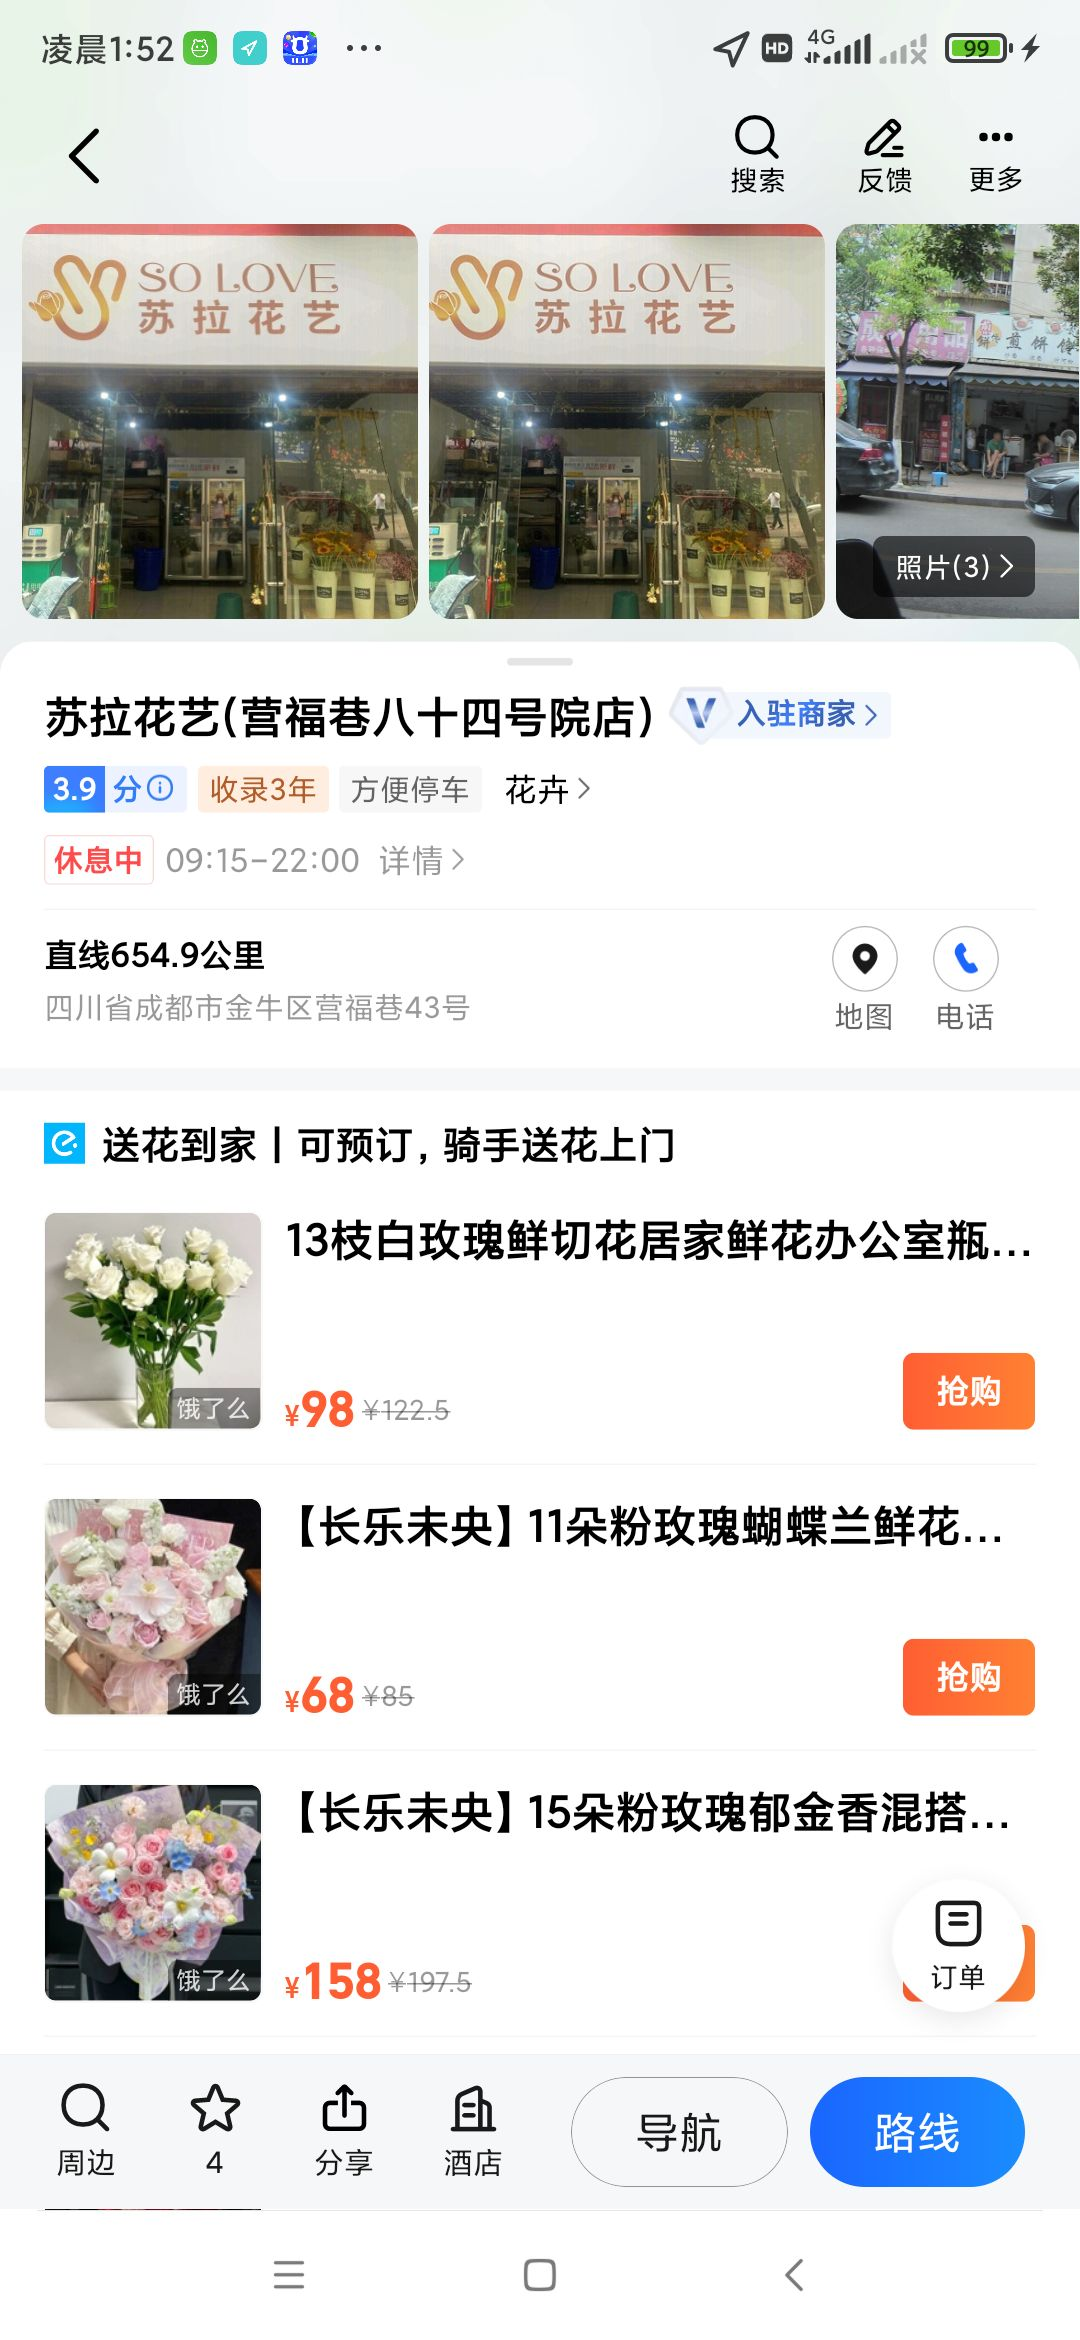 凌晨1:52
HD 4G 99
搜索 反馈 更多
SO LOVE
苏拉花艺
SO LOVE
苏拉花艺
煎饼
照片(3)
苏拉花艺(营福巷八十四号院店)
V 入驻商家
3.9 分 收录3年 方便停车 花卉
休息中 09:15-22:00 详情
直线654.9公里
四川省成都市金牛区营福巷43号
地图 电话
送花到家 | 可预订，骑手送花上门
13枝白玫瑰鲜切花居家鲜花办公室瓶...
饿了么
¥98 ¥122.5
抢购
【长乐未央】11朵粉玫瑰蝴蝶兰鲜花...
饿了么
¥68 ¥85
抢购
【长乐未央】15朵粉玫瑰郁金香混搭...
饿了么
¥158 ¥197.5
订单
周边 4 分享 酒店 导航 路线